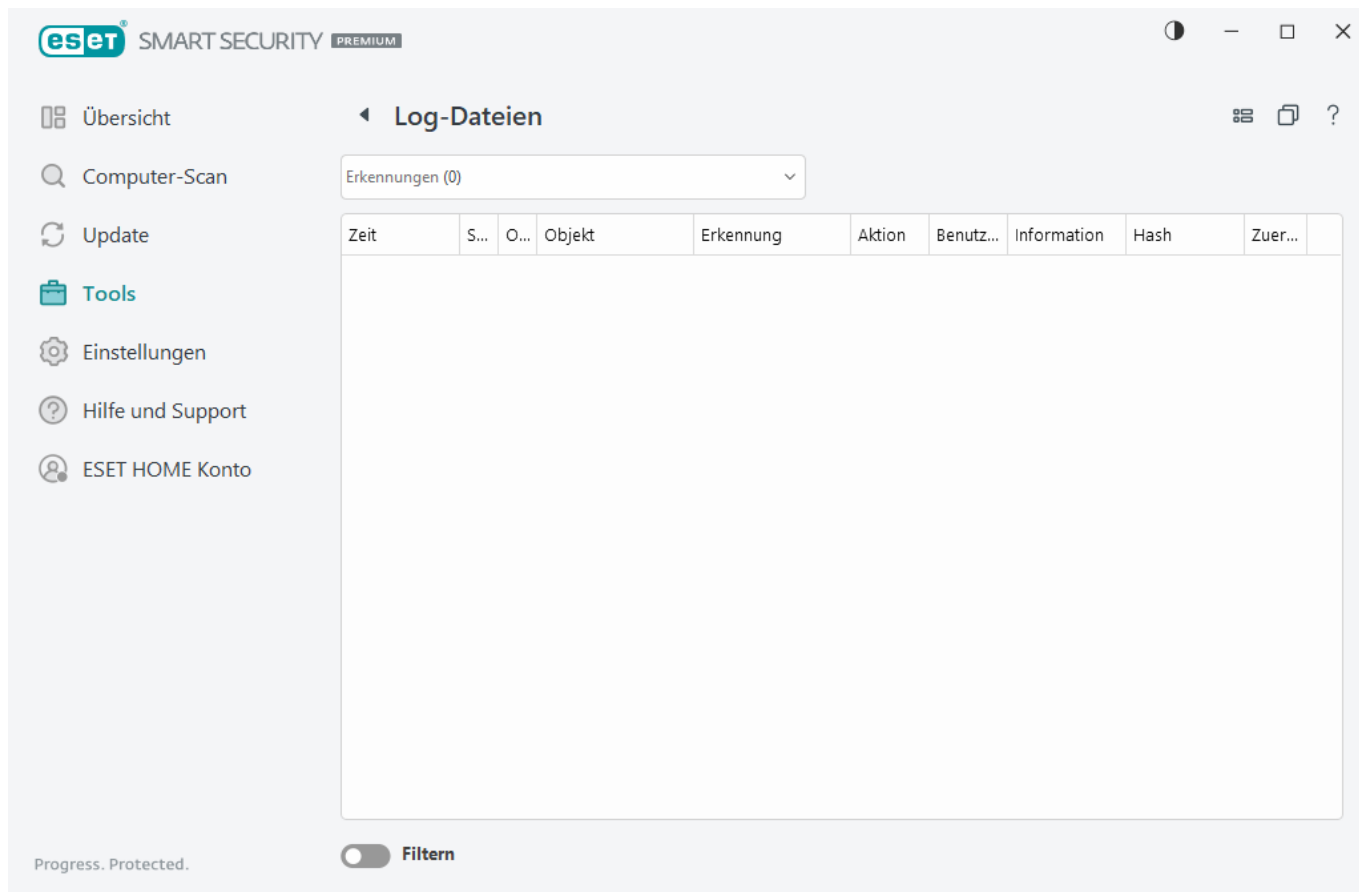 eset® SMART SECURITY PREMIUM
Übersicht
Computer-Scan
Update
Tools
Einstellungen
Hilfe und Support
ESET HOME Konto
Progress. Protected.
Log-Dateien
?
Erkennungen (0)
Zeit S... O... Objekt Erkennung Aktion Benutz... Information Hash Zuer...
Filtern